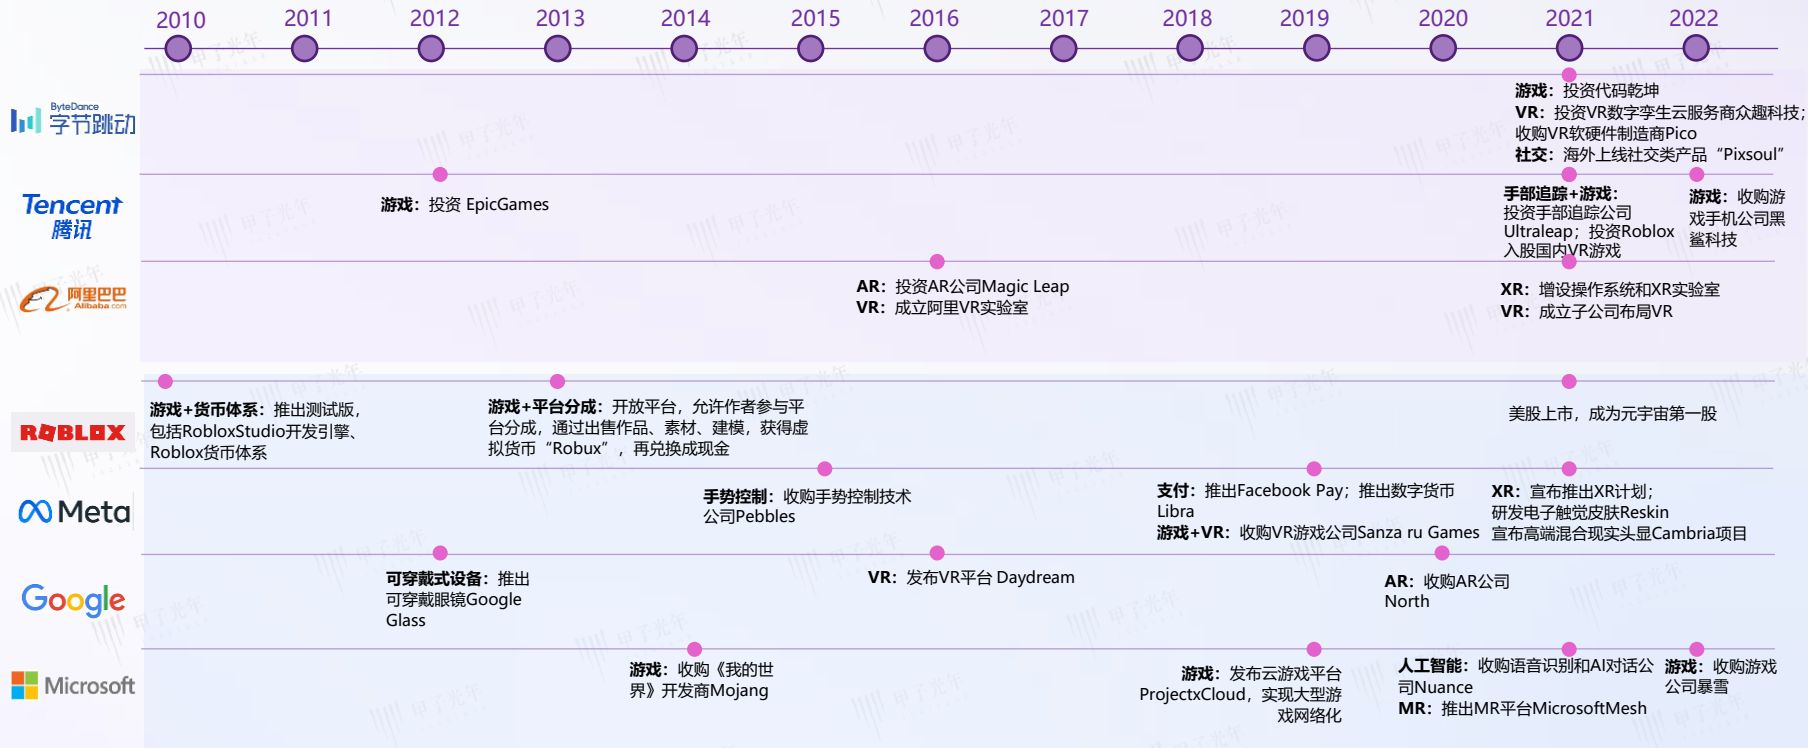 2010 2011 2012 2013 2014 2015 2016 2017 2018 2019 2020 2021 2022
ByteDance
字节跳动
游戏：投资代码乾坤
VR：投资VR数字孪生云服务商众趣科技；
收购VR软硬件制造商Pico
社交：海外上线社交类产品“Pixsoul”
Tencent
腾讯
游戏：投资 EpicGames
手部追踪+游戏：
投资手部追踪公司
Ultraleap；投资Roblox
入股国内VR游戏
游戏：收购游
戏手机公司黑
鲨科技
阿里巴巴
Alibaba.com
AR：投资AR公司Magic Leap
VR：成立阿里VR实验室
XR：增设操作系统和XR实验室
VR：成立子公司布局VR
ROBLOX
游戏+货币体系：推出测试版，
包括RobloxStudio开发引擎、
Roblox货币体系
游戏+平台分成：开放平台，允许作者参与平
台分成，通过出售作品、素材、建模，获得虚
拟货币“Robux”，再兑换成现金
美股上市，成为元宇宙第一股
Meta
手势控制：收购手势控制技术
公司Pebbles
支付：推出Facebook Pay；推出数字货币
Libra
游戏+VR：收购VR游戏公司Sanza ru Games
XR：宣布推出XR计划；
研发电子触觉皮肤Reskin
宣布高端混合现实头显Cambria项目
Google
可穿戴式设备：推出
可穿戴眼镜Google
Glass
VR：发布VR平台 Daydream
AR：收购AR公司
North
Microsoft
游戏：收购《我的世
界》开发商Mojang
游戏：发布云游戏平台
ProjectxCloud，实现大型游
戏网络化
人工智能：收购语音识别和AI对话公
司Nuance
MR：推出MR平台MicrosoftMesh
游戏：收购游戏
公司暴雪
甲子光年